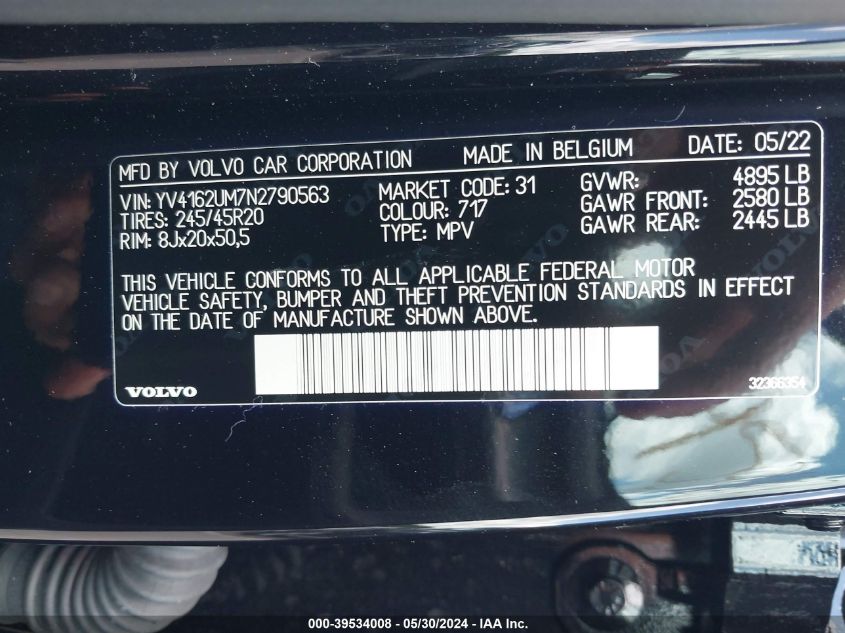 MFD BY VOLVO CAR CORPORATION MADE IN BELGIUM DATE: 05/22
VIN: YV4162UM7N2790563 MARKET CODE: 31 GVWR: 4895 LB
TIRES: 245/45R20 COLOUR: 717 GAWR FRONT: 2580 LB
RIM: 8Jx20x50,5 TYPE: MPV GAWR REAR: 2445 LB
THIS VEHICLE CONFORMS TO ALL APPLICABLE FEDERAL MOTOR
VEHICLE SAFETY, BUMPER AND THEFT PREVENTION STANDARDS IN EFFECT
ON THE DATE OF MANUFACTURE SHOWN ABOVE.
VOLVO 32366354
000-39534008 - 05/30/2024 - IAA Inc.